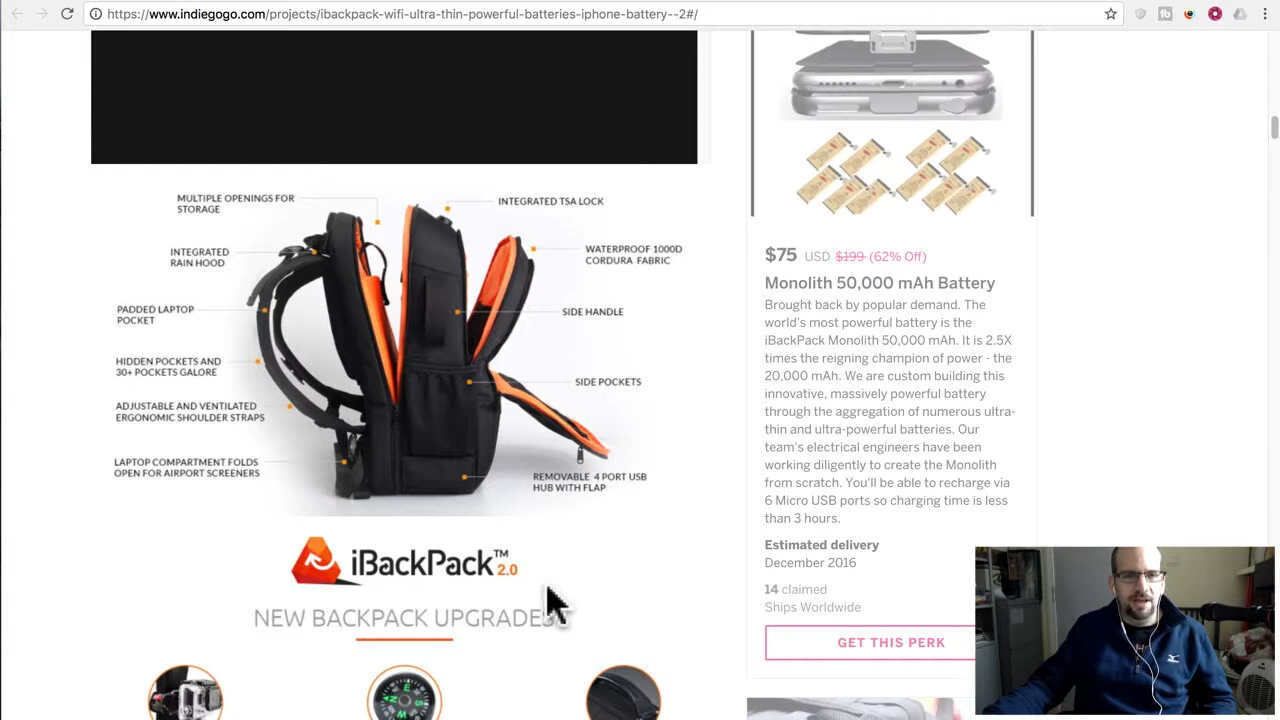 https://www.indiegogo.com/projects/ibackpack-wifi-ultra-thin-powerful-batteries-iphone-battery--2#/
MULTIPLE OPENINGS FOR
STORAGE
INTEGRATED TSA LOCK
INTEGRATED
RAIN HOOD
WATERPROOF 1000D
CORDURA FABRIC
PADDED LAPTOP
POCKET
SIDE HANDLE
HIDDEN POCKETS AND
30+ POCKETS GALORE
SIDE POCKETS
ADJUSTABLE AND VENTILATED
ERGONOMIC SHOULDER STRAPS
LAPTOP COMPARTMENT FOLDS
OPEN FOR AIRPORT SCREENERS
REMOVABLE 4 PORT USB
HUB WITH FLAP
iBackPack™ 2.0
NEW BACKPACK UPGRADES
$75 USD $199 (62% Off)
Monolith 50,000 mAh Battery
Brought back by popular demand. The
world's most powerful battery is the
iBackPack Monolith 50,000 mAh. It is 2.5X
times the reigning champion of power - the
20,000 mAh. We are custom building this
innovative, massively powerful battery
through the aggregation of numerous ultra-
thin and ultra-powerful batteries. Our
team's electrical engineers have been
working diligently to create the Monolith
from scratch. You'll be able to recharge via
6 Micro USB ports so charging time is less
than 3 hours.
Estimated delivery
December 2016
14 claimed
Ships Worldwide
GET THIS PERK